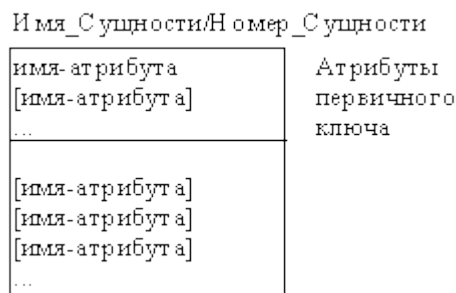 Имя_Сущности/Номер_Сущности
имя-атрибута
[имя-атрибута]
...
Атрибуты
первичного
ключа
[имя-атрибута]
[имя-атрибута]
[имя-атрибута]
...